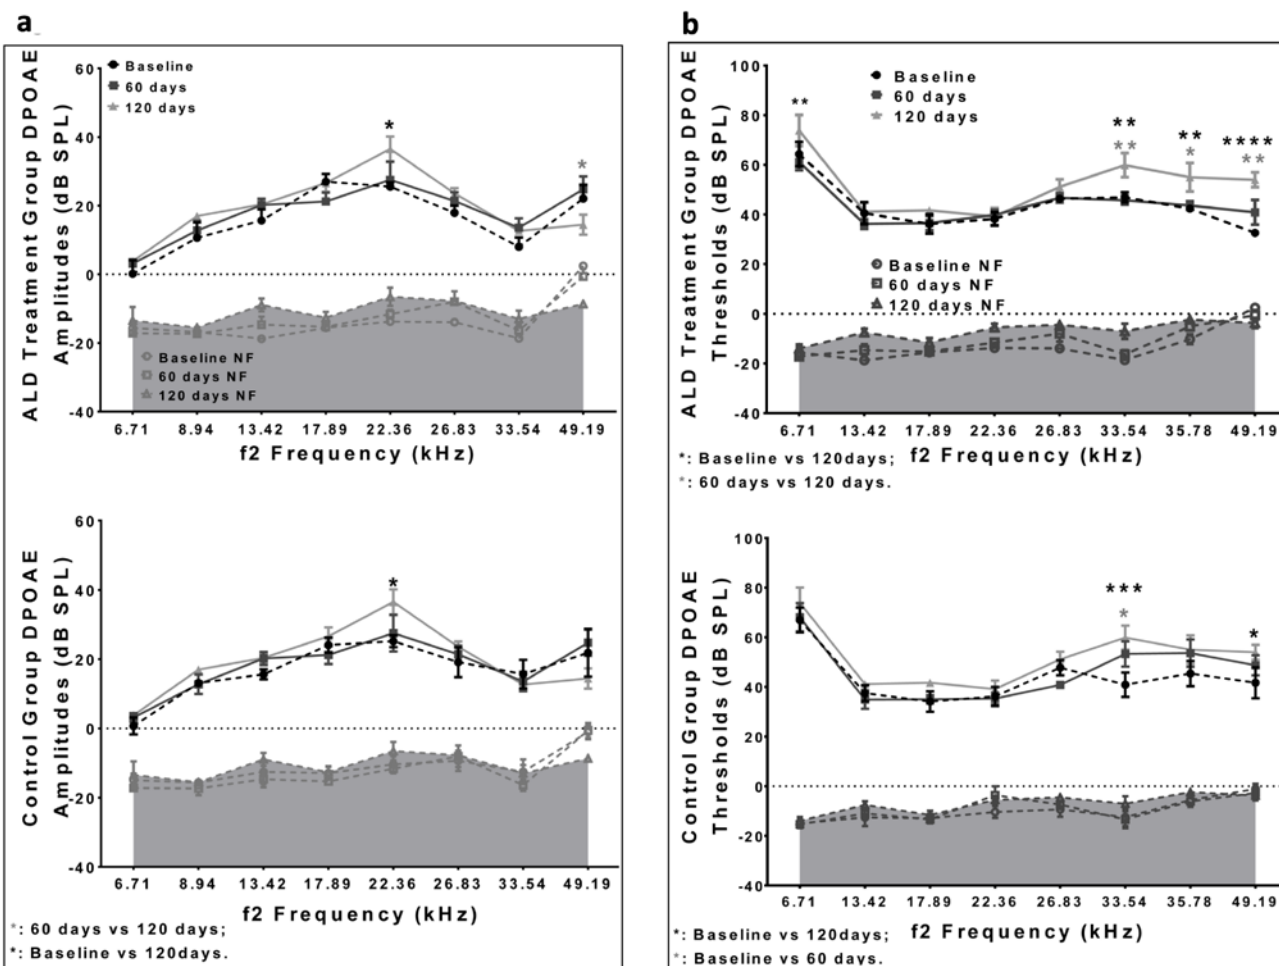 a
ALD Treatment Group DPOAE
Amplitudes (dB SPL)
Baseline
60 days
120 days
60
40
20
0
-20
-40
*
*
Baseline NF
60 days NF
120 days NF
6.71 8.94 13.42 17.89 22.36 26.83 33.54 49.19
f2 Frequency (kHz)
Control Group DPOAE
Amplitudes (dB SPL)
60
40
20
0
-20
-40
*
6.71 8.94 13.42 17.89 22.36 26.83 33.54 49.19
f2 Frequency (kHz)
*: 60 days vs 120 days;
*: Baseline vs 120days.
b
ALD Treatment Group DPOAE
Thresholds (dB SPL)
Baseline
60 days
120 days
100
80
60
40
20
0
-20
-40
**
** ** ****
** * **
Baseline NF
60 days NF
120 days NF
6.71 13.42 17.89 22.36 26.83 33.54 35.78 49.19
f2 Frequency (kHz)
*: Baseline vs 120days;
*: 60 days vs 120 days.
Control Group DPOAE
Thresholds (dB SPL)
100
80
60
40
20
0
-20
-40
***
*
*
6.71 13.42 17.89 22.36 26.83 33.54 35.78 49.19
f2 Frequency (kHz)
*: Baseline vs 120days;
*: Baseline vs 60 days.